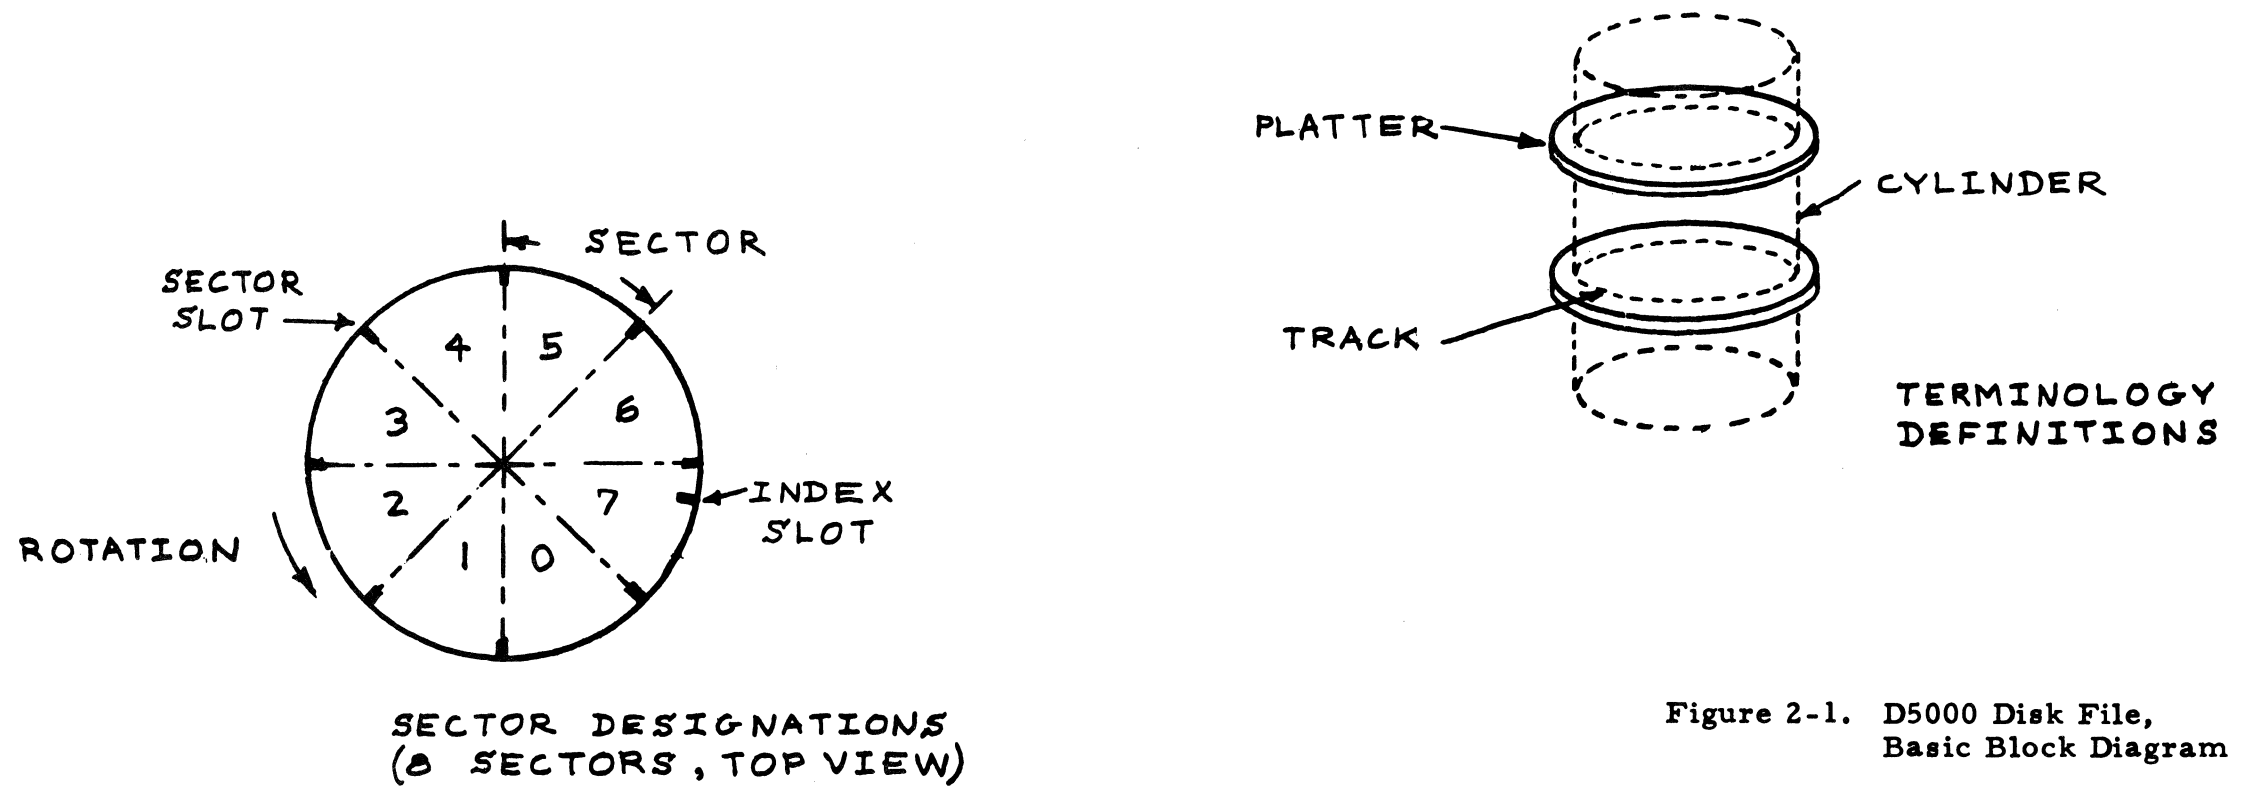 SECTOR
SECTOR
SLOT
4
5
3
6
2
7
1
0
INDEX
SLOT
ROTATION
SECTOR DESIGNATIONS
(8 SECTORS, TOP VIEW)
PLATTER
CYLINDER
TRACK
TERMINOLOGY
DEFINITIONS
Figure 2-1. D5000 Disk File,
Basic Block Diagram